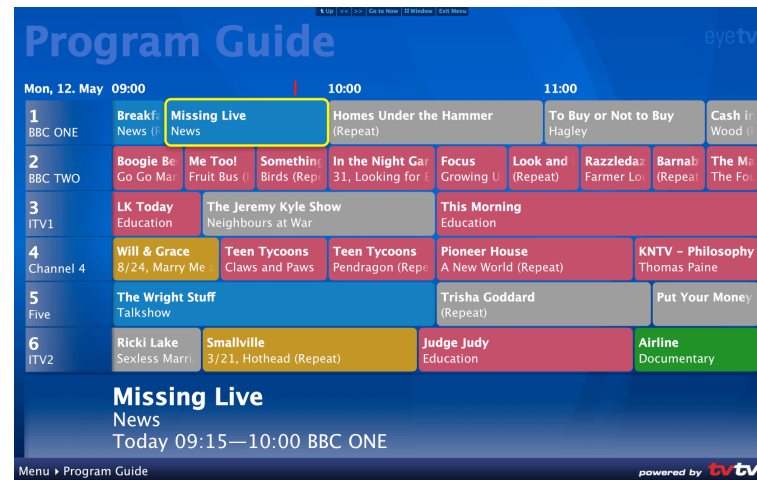 Up | << | >> | Go to Now | Window | Exit Menu
Program Guide
eyetv
Mon, 12. May 09:00 10:00 11:00
1 BBC ONE
Breakfa
News (R
Missing Live
News
Homes Under the Hammer
(Repeat)
To Buy or Not to Buy
Hagley
Cash in
Wood (
2 BBC TWO
Boogie Be
Go Go Man
Me Too!
Fruit Bus (
Something
Birds (Repe
In the Night Gar
31, Looking for E
Focus
Growing U
Look and
(Repeat)
Razzledaz
Farmer Lo
Barnab
(Repeat
The Ma
The Fou
3 ITV1
LK Today
Education
The Jeremy Kyle Show
Neighbours at War
This Morning
Education
4 Channel 4
Will & Grace
8/24, Marry Me
Teen Tycoons
Claws and Paws
Teen Tycoons
Pendragon (Repe
Pioneer House
A New World (Repeat)
KNTV – Philosophy
Thomas Paine
5 Five
The Wright Stuff
Talkshow
Trisha Goddard
(Repeat)
Put Your Money
6 ITV2
Ricki Lake
Sexless Marri
Smallville
3/21, Hothead (Repeat)
Judge Judy
Education
Airline
Documentary
Missing Live
News
Today 09:15—10:00 BBC ONE
Menu ▸ Program Guide
powered by tvtv